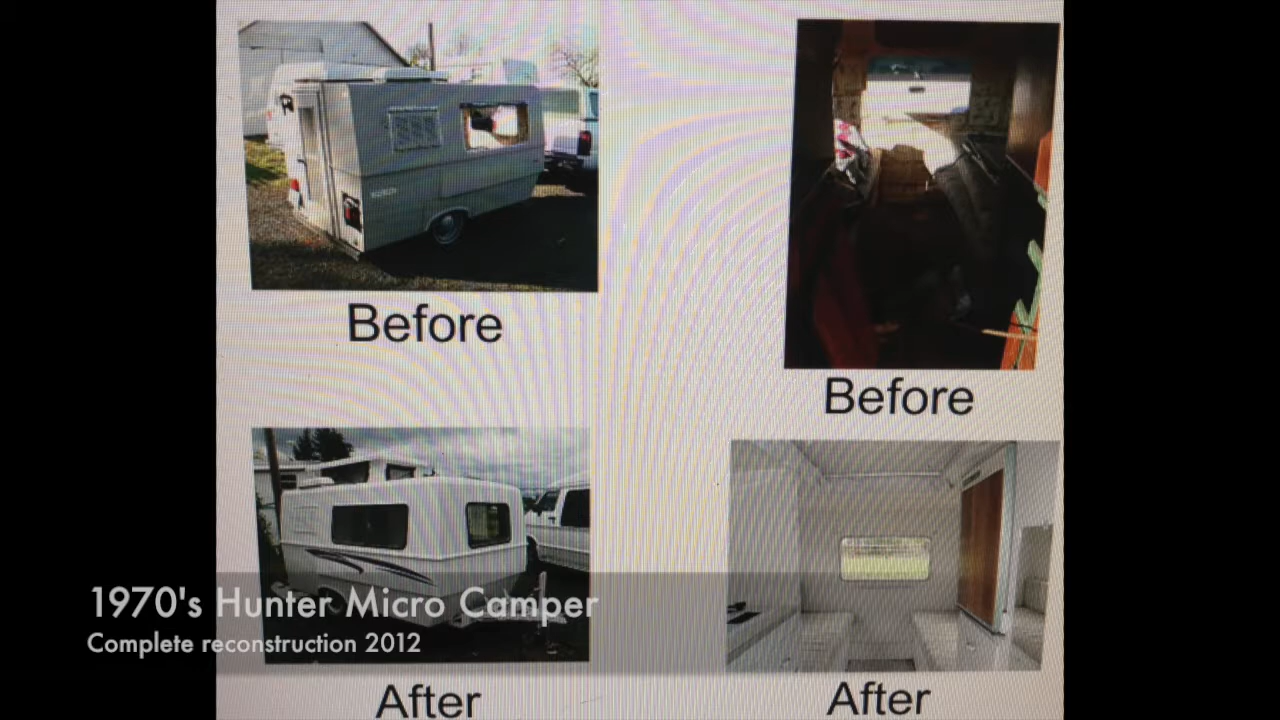 Before
Before
1970's Hunter Micro Camper
Complete reconstruction 2012
After
After